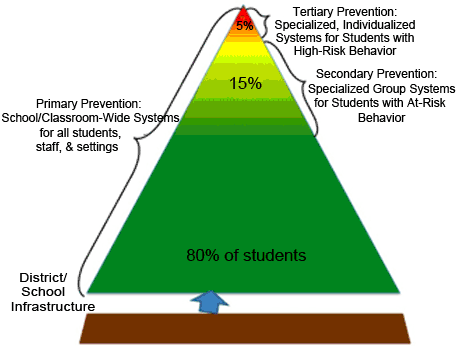 Tertiary Prevention:
Specialized, Individualized
Systems for Students with
High-Risk Behavior
5%
Secondary Prevention:
Specialized Group Systems
for Students with At-Risk
Behavior
15%
Primary Prevention:
School/Classroom-Wide Systems
for all students,
staff, & settings
80% of students
District/
School
Infrastructure